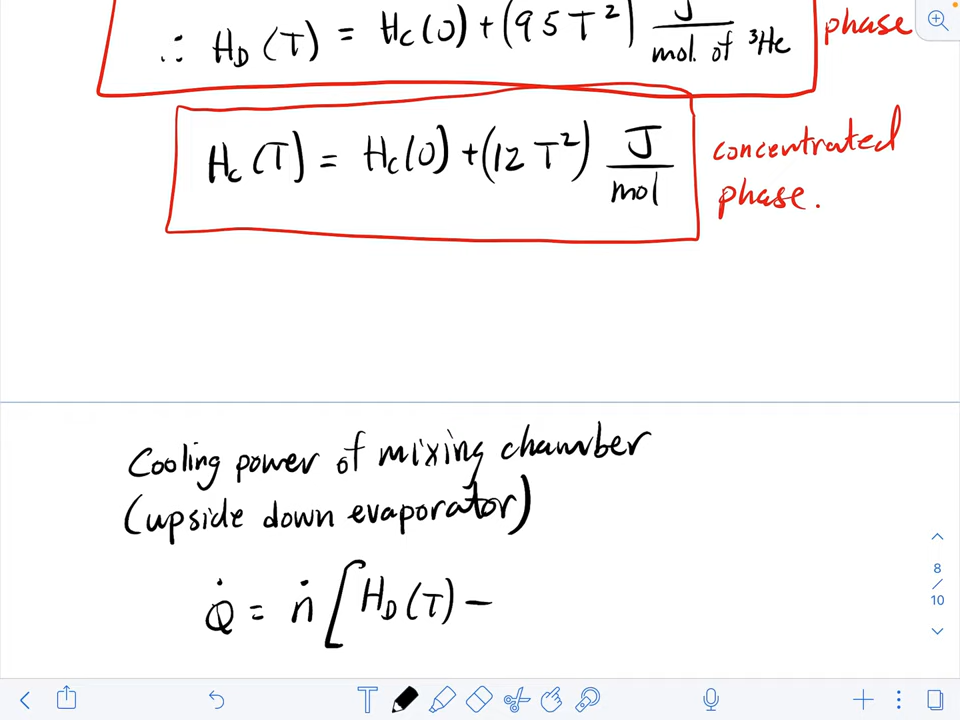 ∴ H_D (T) = H_C(0) + (95 T²) J / mol. of ³He phase
H_C (T) = H_C(0) + (12 T²) J / mol concentrated phase.
Cooling power of mixing chamber
(upside down evaporator)
Q̇ = ṅ [ H_D (T) −
8
/
10
T